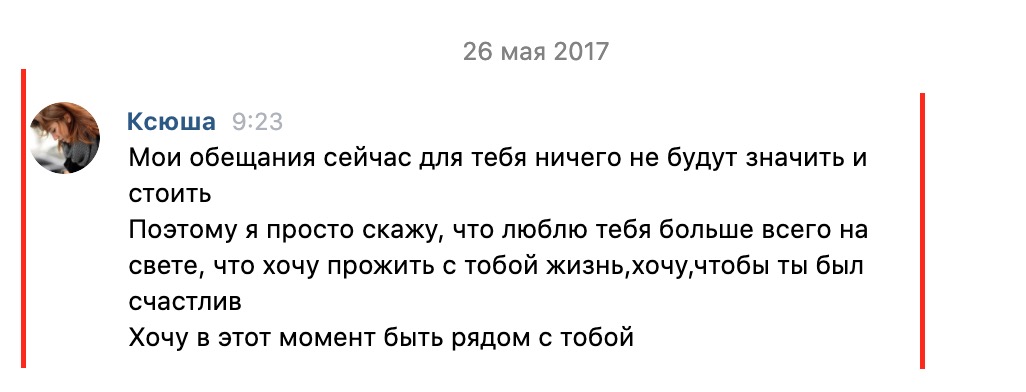 26 мая 2017
Ксюша 9:23
Мои обещания сейчас для тебя ничего не будут значить и
стоить
Поэтому я просто скажу, что люблю тебя больше всего на
свете, что хочу прожить с тобой жизнь,хочу,чтобы ты был
счастлив
Хочу в этот момент быть рядом с тобой